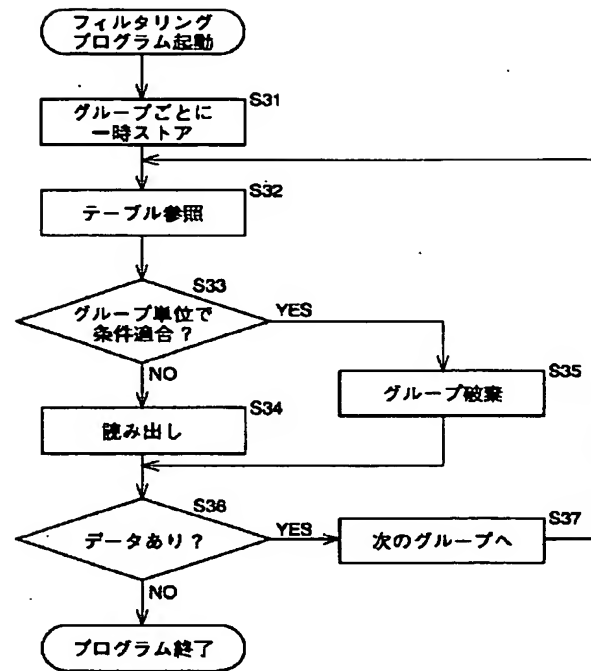 フィルタリング
プログラム起動
S31
グループごとに
一時ストア
S32
テーブル参照
S33
グループ単位で
条件適合？
YES
NO
S35
グループ破棄
S34
読み出し
S36
データあり？
YES
NO
S37
次のグループへ
プログラム終了